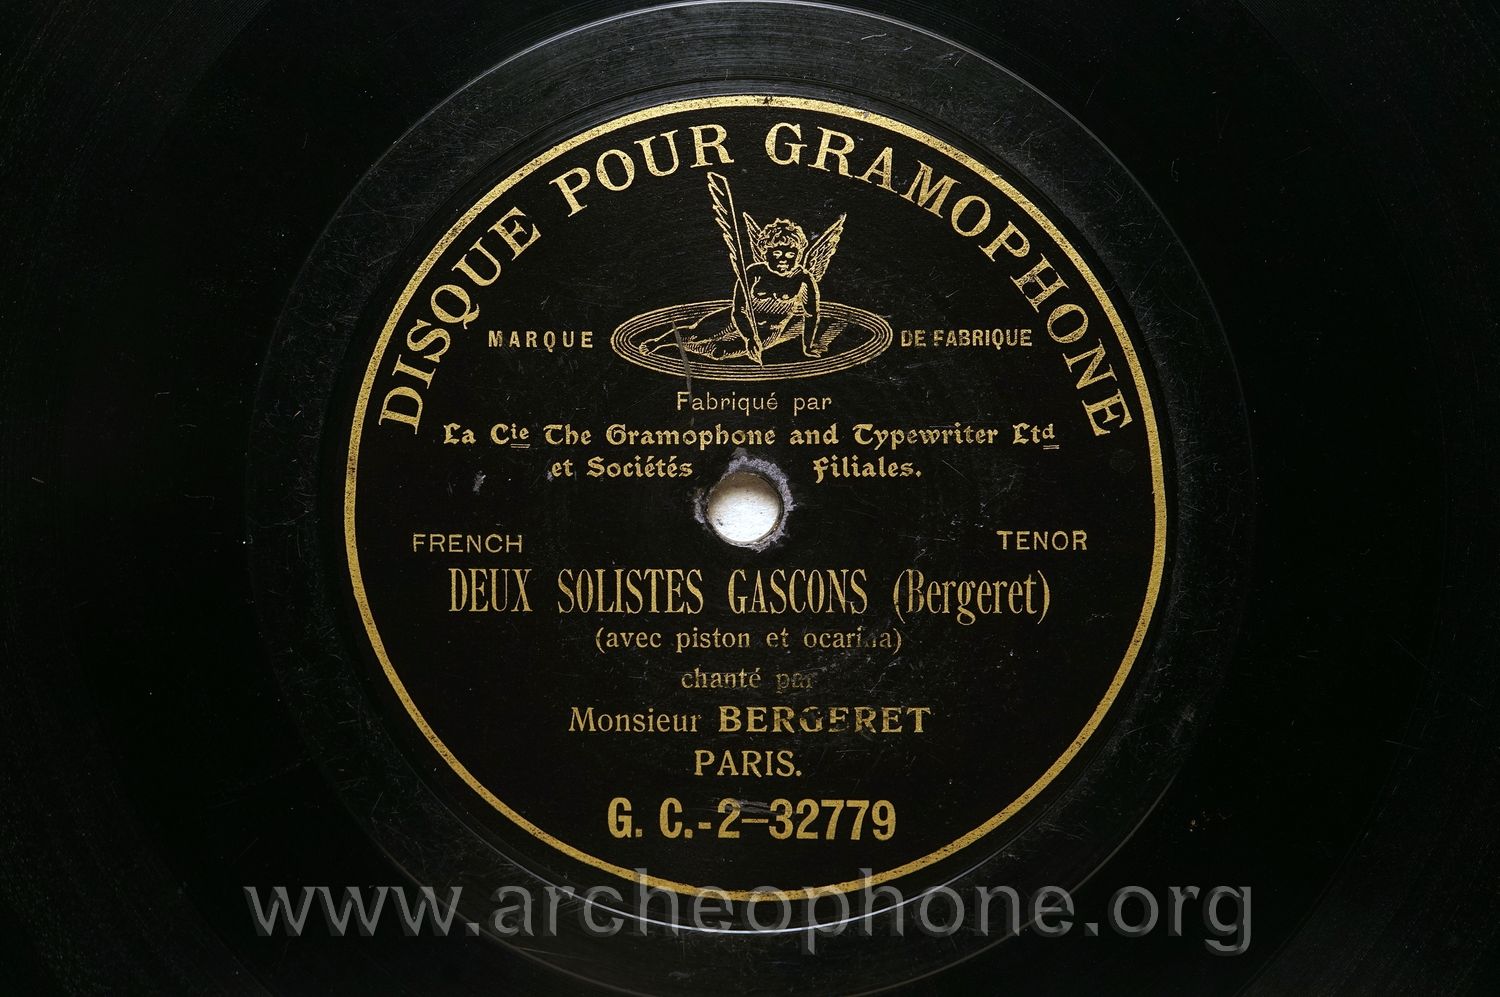 DISQUE POUR GRAMOPHONE
MARQUE DE FABRIQUE
Fabriqué par
La Cie The Gramophone and Typewriter Ltd
et Sociétés Filiales.
FRENCH TENOR
DEUX SOLISTES GASCONS (Bergeret)
(avec piston et ocarina)
chanté par
Monsieur BERGERET
PARIS.
G. C.-2-32779
www.archeophone.org